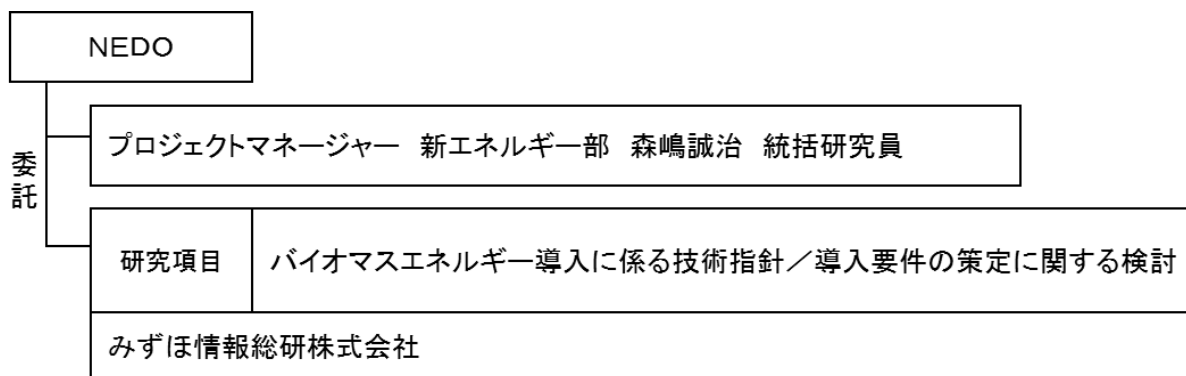 NEDO
委託
プロジェクトマネージャー 新エネルギー部 森嶋誠治 統括研究員
研究項目
バイオマスエネルギー導入に係る技術指針／導入要件の策定に関する検討
みずほ情報総研株式会社